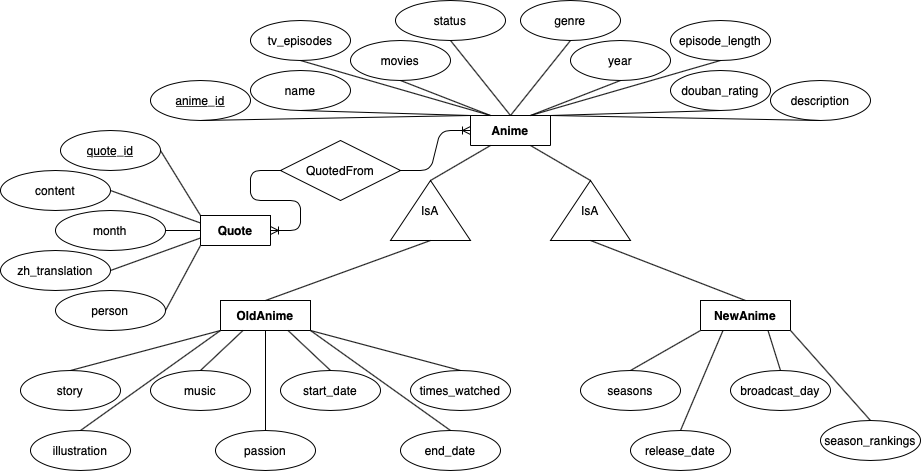 status
genre
tv_episodes
episode_length
movies
year
name
douban_rating
anime_id
description
Anime
quote_id
QuotedFrom
content
IsA
IsA
month
Quote
zh_translation
person
OldAnime
NewAnime
story
music
start_date
times_watched
seasons
broadcast_day
illustration
passion
end_date
release_date
season_rankings